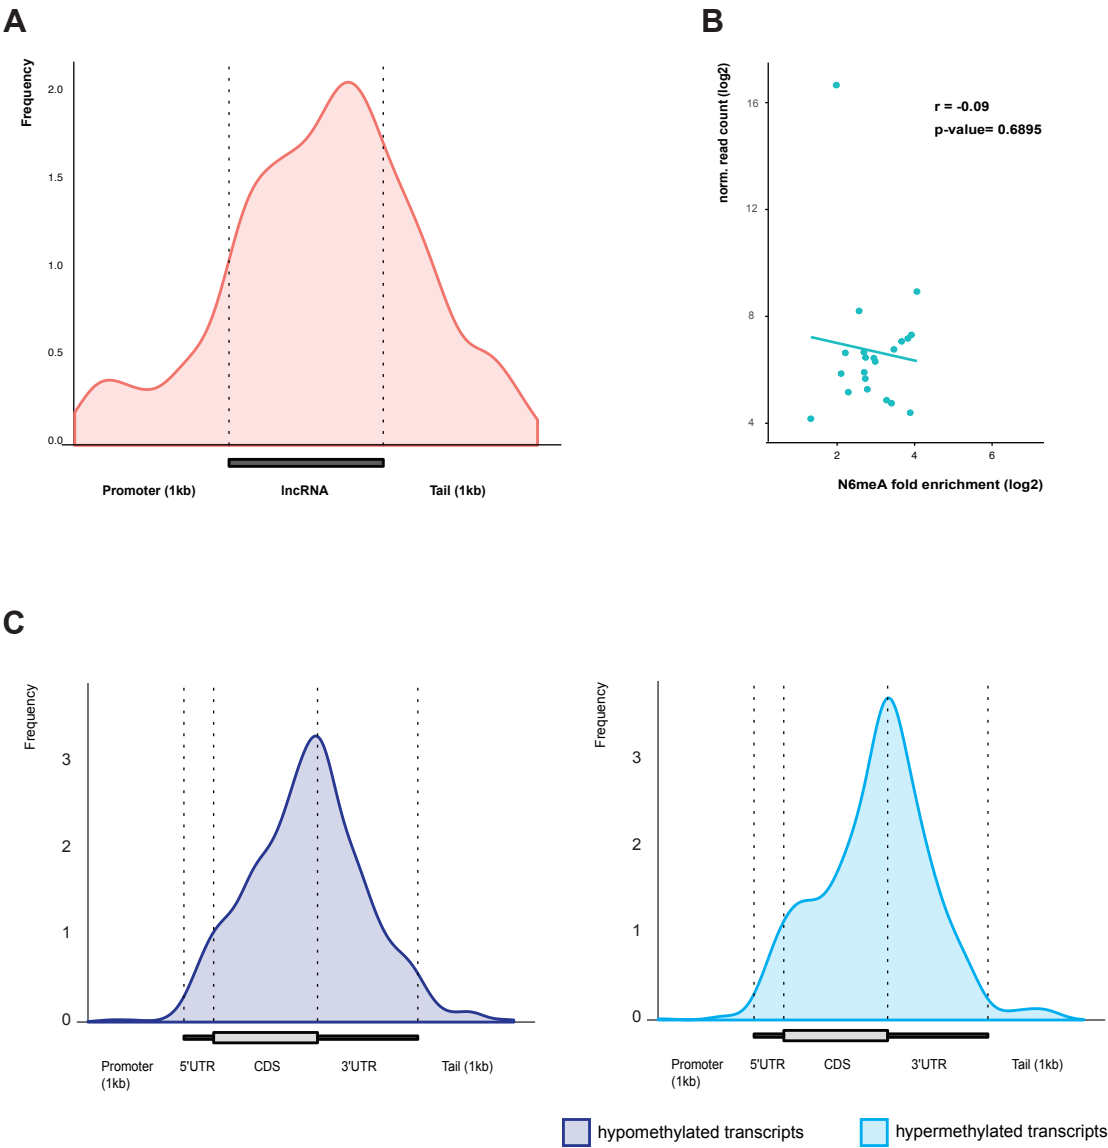 A
Frequency
2.0
1.5
1.0
0.5
0.0
Promoter (1kb)
lncRNA
Tail (1kb)
B
norm. read count (log2)
16
12
8
4
r = -0.09
p-value= 0.6895
2
4
6
N6meA fold enrichment (log2)
C
Frequency
3
2
1
0
Promoter
(1kb)
5'UTR
CDS
3'UTR
Tail (1kb)
Frequency
3
2
1
0
Promoter
(1kb)
5'UTR
CDS
3'UTR
Tail (1kb)
hypomethylated transcripts
hypermethylated transcripts